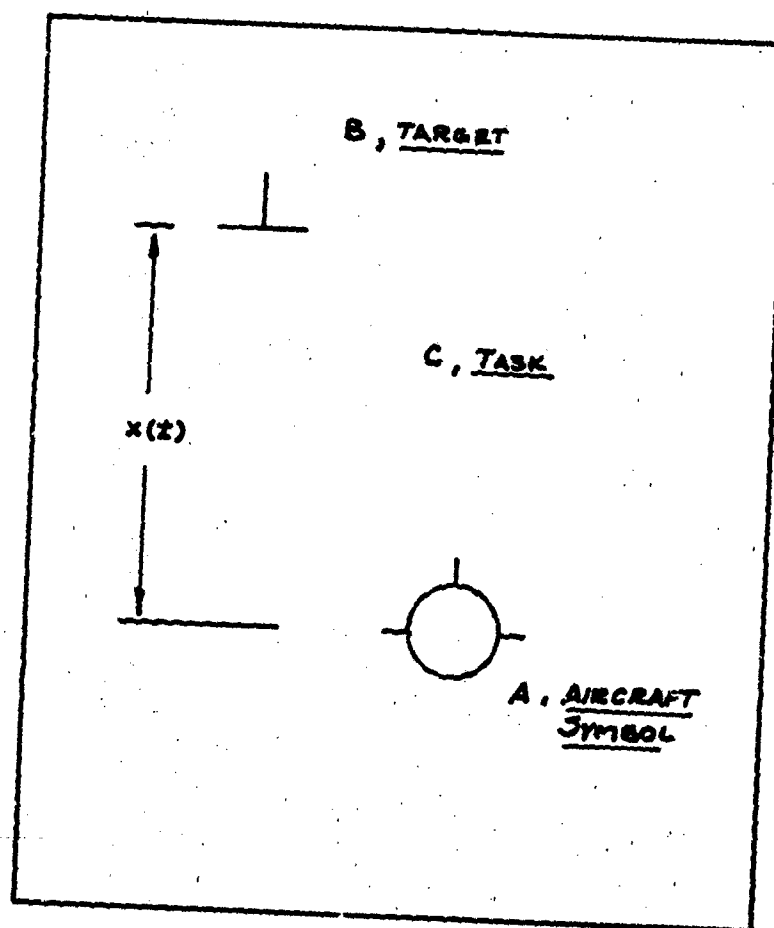 B, TARGET
C, TASK
x(t)
A. AIRCRAFT
SYMBOL